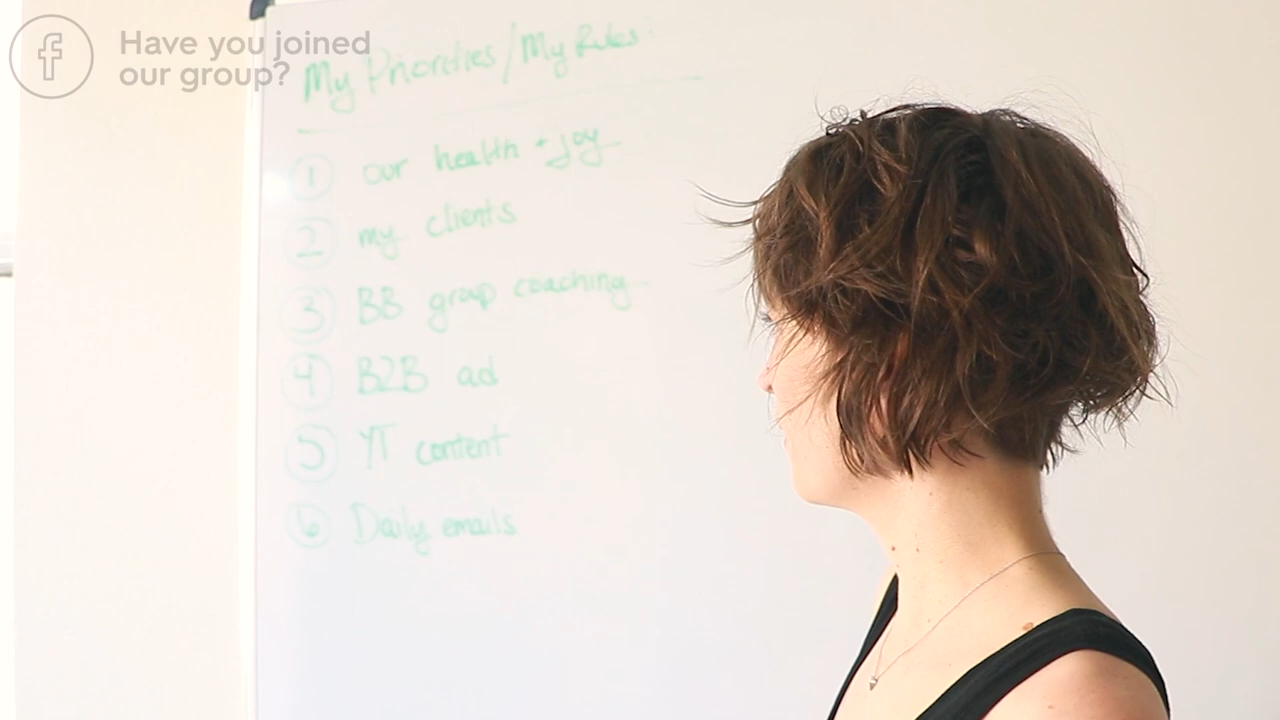 Have you joined
our group?
My Priorities / My Rules:
1 our health + joy
2 my clients
3 BB group coaching
4 B2B ad
5 YT content
6 Daily emails